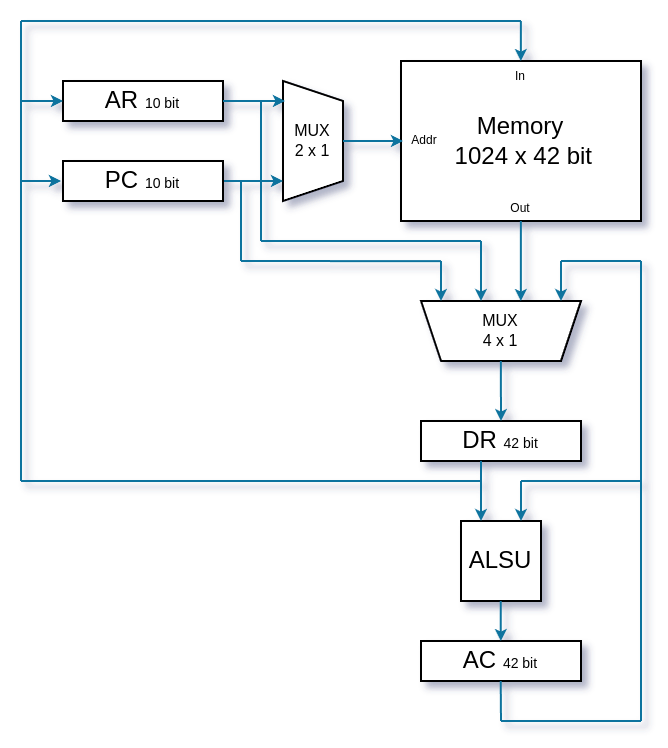 In
AR 10 bit
MUX
2 x 1
Addr
Memory
1024 x 42 bit
PC 10 bit
Out
MUX
4 x 1
DR 42 bit
ALSU
AC 42 bit